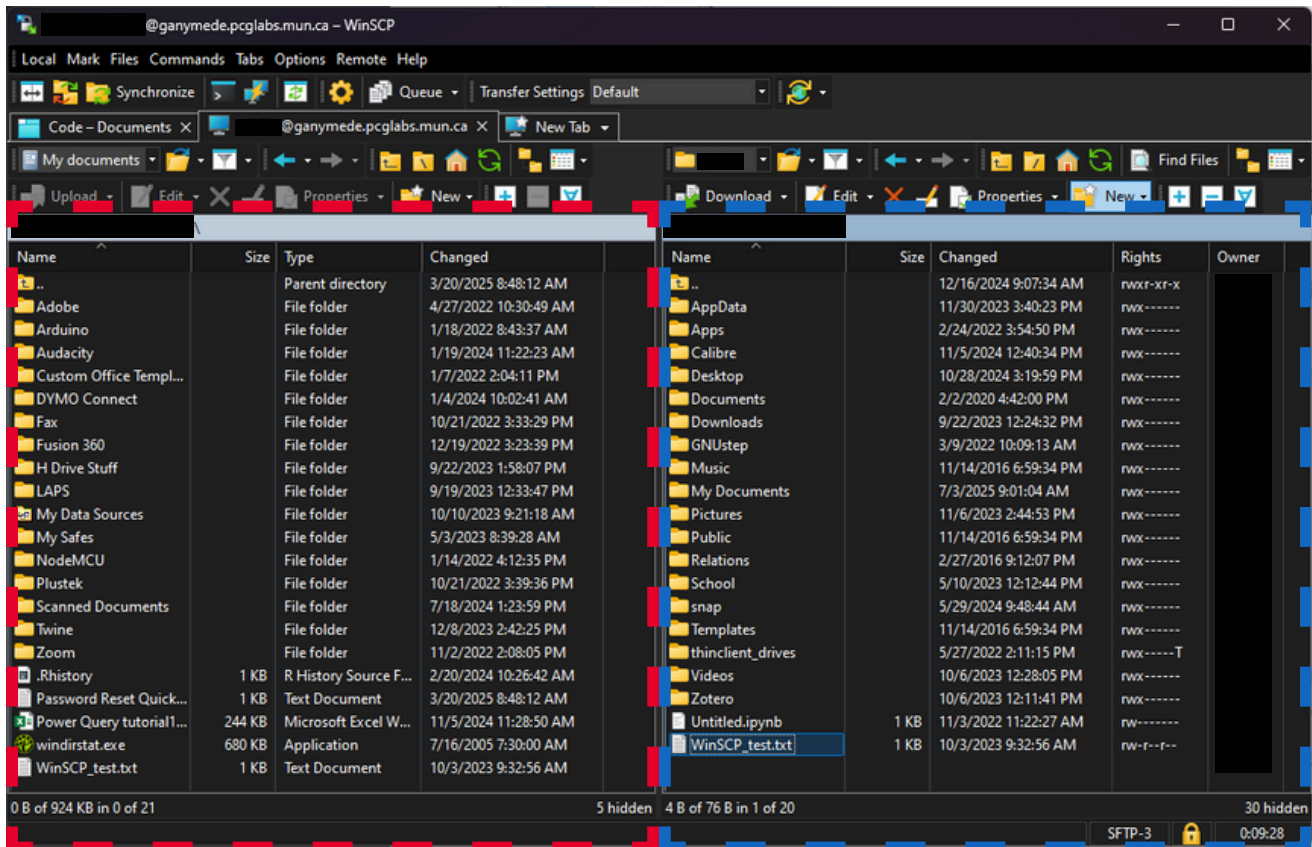 @ganymede.pcglabs.mun.ca – WinSCP
Local Mark Files Commands Tabs Options Remote Help
Synchronize Queue Transfer Settings Default
Code – Documents @ganymede.pcglabs.mun.ca New Tab
My documents Find Files
Upload Edit Properties New Download Edit Properties New
\
Name Size Type Changed Name Size Changed Rights Owner
.. Parent directory 3/20/2025 8:48:12 AM .. 12/16/2024 9:07:34 AM rwxr-xr-x
Adobe File folder 4/27/2022 10:30:49 AM AppData 11/30/2023 3:40:23 PM rwx------
Arduino File folder 1/18/2022 8:43:37 AM Apps 2/24/2022 3:54:50 PM rwx------
Audacity File folder 1/19/2024 11:22:23 AM Calibre 11/5/2024 12:40:34 PM rwx------
Custom Office Templ... File folder 1/7/2022 2:04:11 PM Desktop 10/28/2024 3:19:59 PM rwx------
DYMO Connect File folder 1/4/2024 10:02:41 AM Documents 2/2/2020 4:42:00 PM rwx------
Fax File folder 10/21/2022 3:33:29 PM Downloads 9/22/2023 12:24:32 PM rwx------
Fusion 360 File folder 12/19/2022 3:23:39 PM GNUstep 3/9/2022 10:09:13 AM rwx------
H Drive Stuff File folder 9/22/2023 1:58:07 PM Music 11/14/2016 6:59:34 PM rwx------
LAPS File folder 9/19/2023 12:33:47 PM My Documents 7/3/2025 9:01:04 AM rwx------
My Data Sources File folder 10/10/2023 9:21:18 AM Pictures 11/6/2023 2:44:53 PM rwx------
My Safes File folder 5/3/2023 8:39:28 AM Public 11/14/2016 6:59:34 PM rwx------
NodeMCU File folder 1/14/2022 4:12:35 PM Relations 2/27/2016 9:12:07 PM rwx------
Plustek File folder 10/21/2022 3:39:36 PM School 5/10/2023 12:12:44 PM rwx------
Scanned Documents File folder 7/18/2024 1:23:59 PM snap 5/29/2024 9:48:44 AM rwx------
Twine File folder 12/8/2023 2:42:25 PM Templates 11/14/2016 6:59:34 PM rwx------
Zoom File folder 11/2/2022 2:08:05 PM thinclient_drives 5/27/2022 2:11:15 PM rwx-----T
.Rhistory 1 KB R History Source F... 2/20/2024 10:26:42 AM Videos 10/6/2023 12:28:05 PM rwx------
Password Reset Quick... 1 KB Text Document 3/20/2025 8:48:12 AM Zotero 10/6/2023 12:11:41 PM rwx------
Power Query tutorial1... 244 KB Microsoft Excel W... 11/5/2024 11:28:50 AM Untitled.ipynb 1 KB 11/3/2022 11:22:27 AM rw-------
windirstat.exe 680 KB Application 7/16/2005 7:30:00 AM WinSCP_test.txt 1 KB 10/3/2023 9:32:56 AM rw-r--r--
WinSCP_test.txt 1 KB Text Document 10/3/2023 9:32:56 AM
0 B of 924 KB in 0 of 21 5 hidden 4 B of 76 B in 1 of 20 30 hidden
SFTP-3 0:09:28